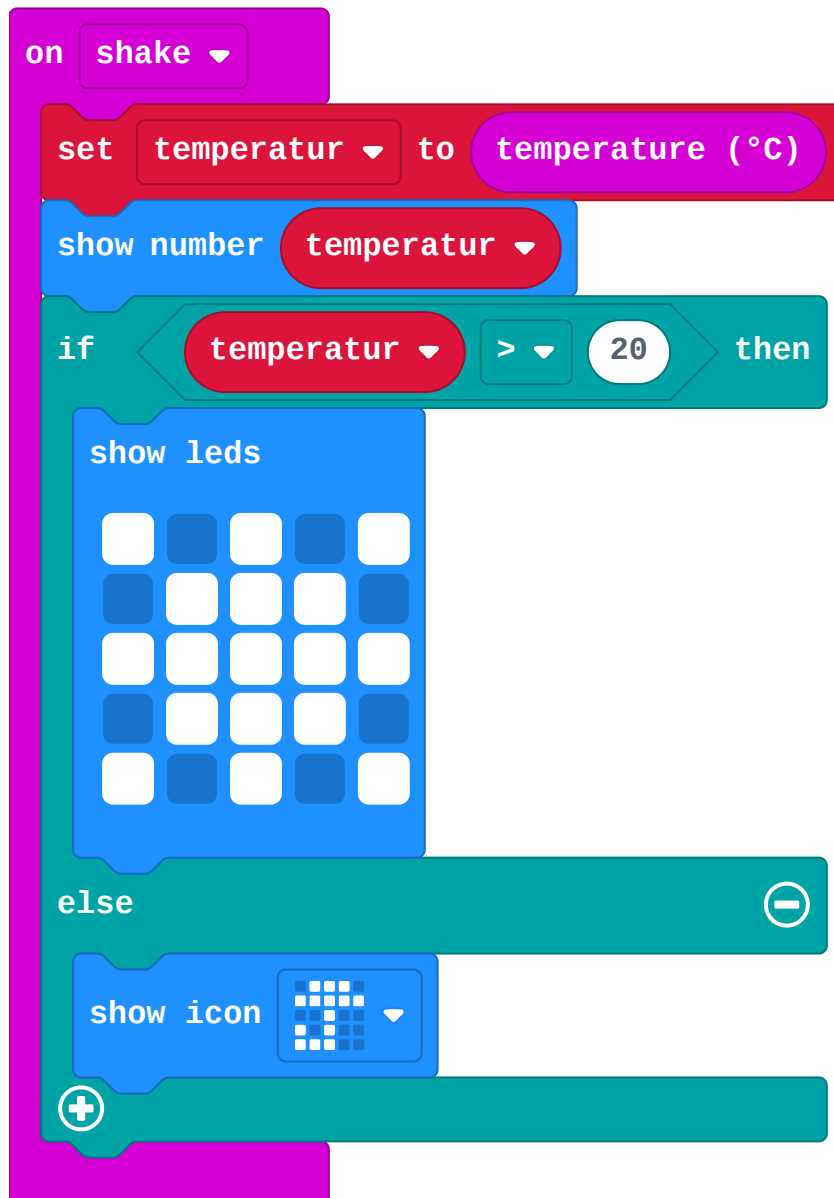 on shake
set temperatur to temperature (°C)
show number temperatur
if temperatur > 20 then
show leds
else
show icon